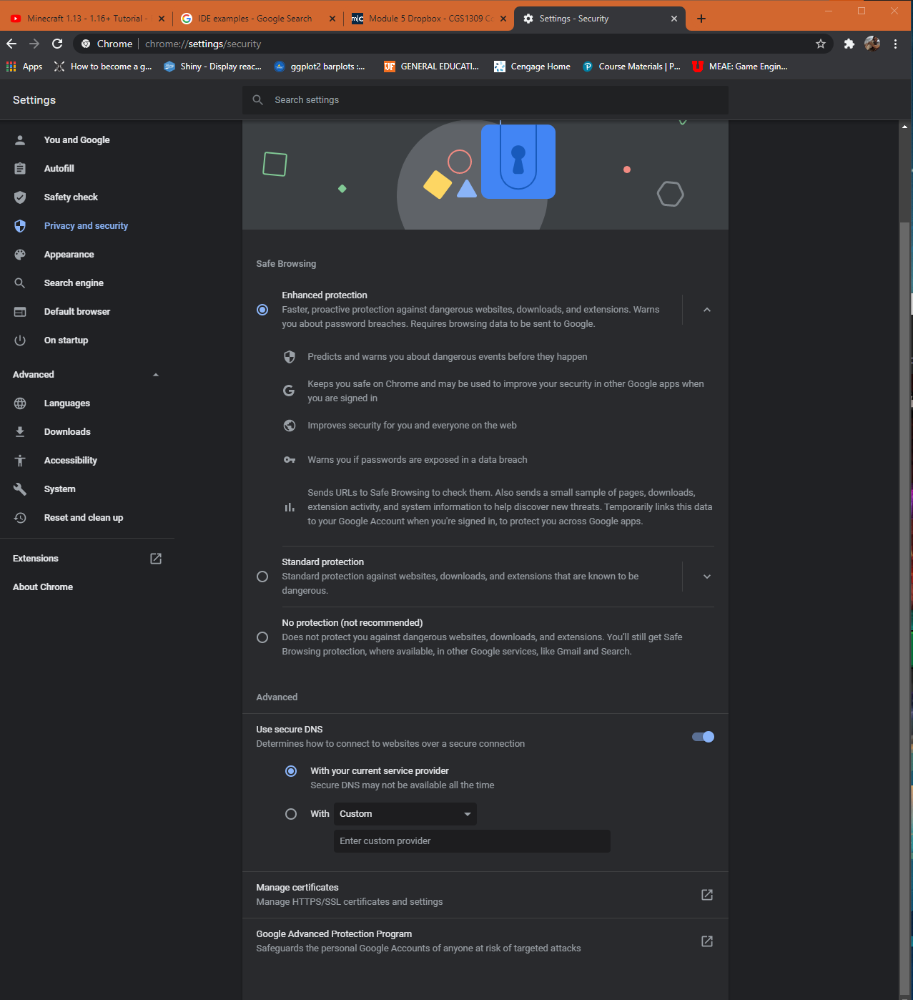 Minecraft 1.13 - 1.16+ Tutorial -
IDE examples - Google Search
Module 5 Dropbox - CGS1309 Co
Settings - Security
Chrome
chrome://settings/security
Apps
How to become a g...
Shiny - Display reac...
ggplot2 barplots :...
GENERAL EDUCATI...
Cengage Home
Course Materials | P...
MEAE: Game Engin...
Settings
Search settings
You and Google
Autofill
Safety check
Privacy and security
Appearance
Search engine
Default browser
On startup
Advanced
Languages
Downloads
Accessibility
System
Reset and clean up
Extensions
About Chrome
Safe Browsing
Enhanced protection
Faster, proactive protection against dangerous websites, downloads, and extensions. Warns
you about password breaches. Requires browsing data to be sent to Google.
Predicts and warns you about dangerous events before they happen
Keeps you safe on Chrome and may be used to improve your security in other Google apps when
you are signed in
Improves security for you and everyone on the web
Warns you if passwords are exposed in a data breach
Sends URLs to Safe Browsing to check them. Also sends a small sample of pages, downloads,
extension activity, and system information to help discover new threats. Temporarily links this data
to your Google Account when you're signed in, to protect you across Google apps.
Standard protection
Standard protection against websites, downloads, and extensions that are known to be
dangerous.
No protection (not recommended)
Does not protect you against dangerous websites, downloads, and extensions. You’ll still get Safe
Browsing protection, where available, in other Google services, like Gmail and Search.
Advanced
Use secure DNS
Determines how to connect to websites over a secure connection
With your current service provider
Secure DNS may not be available all the time
With Custom
Enter custom provider
Manage certificates
Manage HTTPS/SSL certificates and settings
Google Advanced Protection Program
Safeguards the personal Google Accounts of anyone at risk of targeted attacks